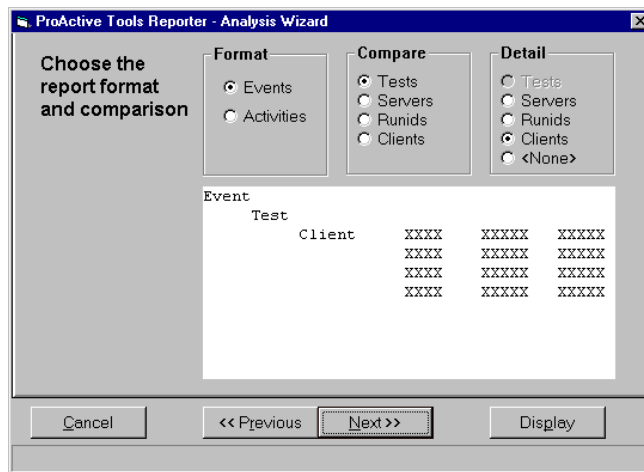 ProActive Tools Reporter - Analysis Wizard
Choose the
report format
and comparison
Format
Events
Activities
Compare
Tests
Servers
Runids
Clients
Detail
Tests
Servers
Runids
Clients
<None>
Event
Test
Client XXXX XXXXX XXXXX
XXXX XXXXX XXXXX
XXXX XXXXX XXXXX
XXXX XXXXX XXXXX
Cancel
<< Previous
Next >>
Display